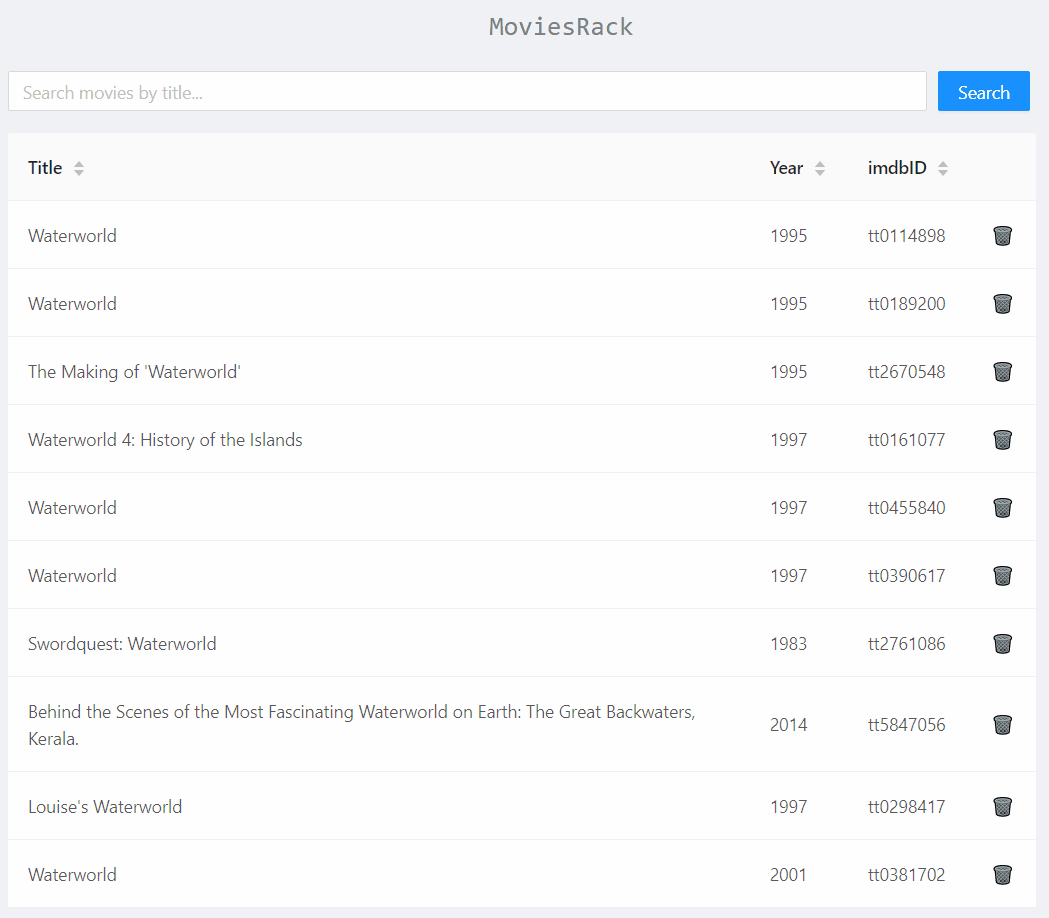 MoviesRack
Search movies by title...
Search
Title Year imdbID
Waterworld 1995 tt0114898
Waterworld 1995 tt0189200
The Making of 'Waterworld' 1995 tt2670548
Waterworld 4: History of the Islands 1997 tt0161077
Waterworld 1997 tt0455840
Waterworld 1997 tt0390617
Swordquest: Waterworld 1983 tt2761086
Behind the Scenes of the Most Fascinating Waterworld on Earth: The Great Backwaters,
Kerala. 2014 tt5847056
Louise's Waterworld 1997 tt0298417
Waterworld 2001 tt0381702